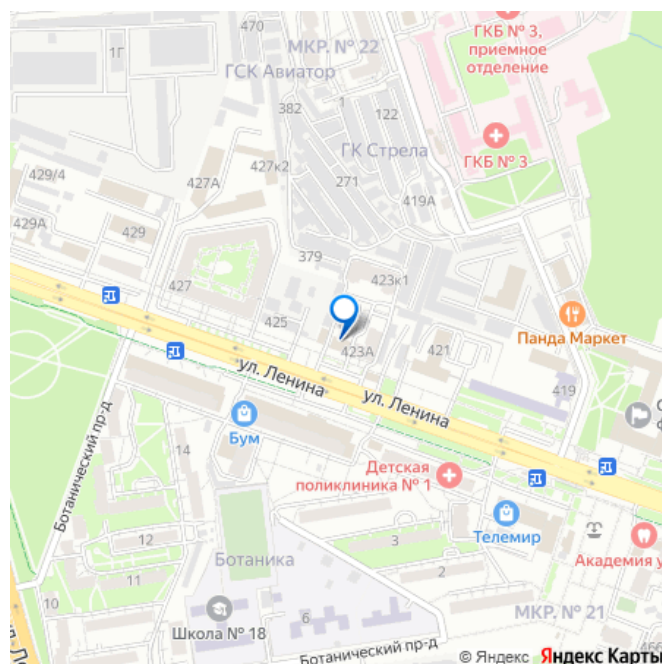 470
МКР. № 22
1Г
ГСК Авиатор
ГКБ № 3,
приемное
отделение
382
1
122
429/4
427А
427к2
ГК Стрела
ГКБ № 3
271
419А
429А
429
379
427
423к1
425
Панда Маркет
423А
421
ул. Ленина
ул. Ленина
419
Ботанический пр-д
Бум
14
Детская
поликлиника № 1
Телемир
12
Ботаника
3
11
Академия у
10
4
МКР. № 21
Школа № 18
6
Ботанический пр-д
© Яндекс Яндекс Карты